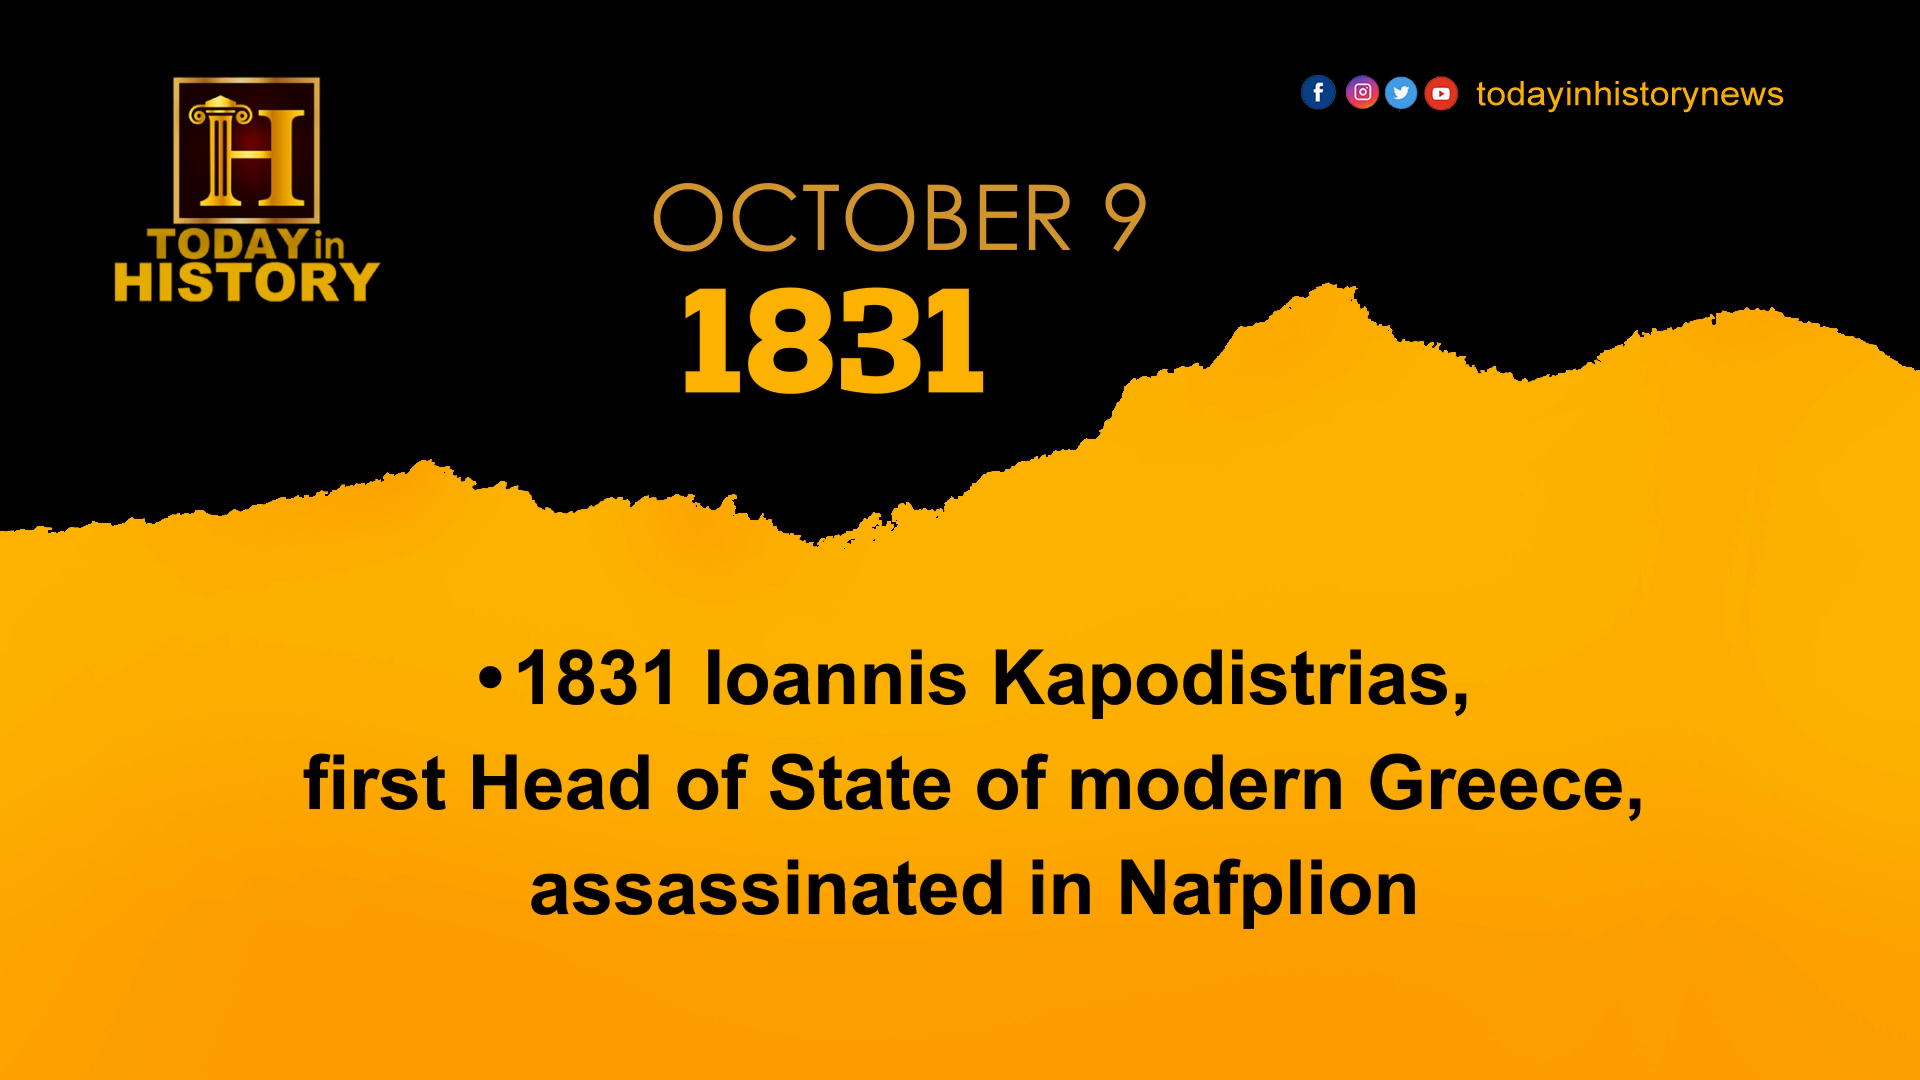 H
TODAY in
HISTORY
todayinhistorynews
OCTOBER 9
1831
•1831 Ioannis Kapodistrias,
first Head of State of modern Greece,
assassinated in Nafplion